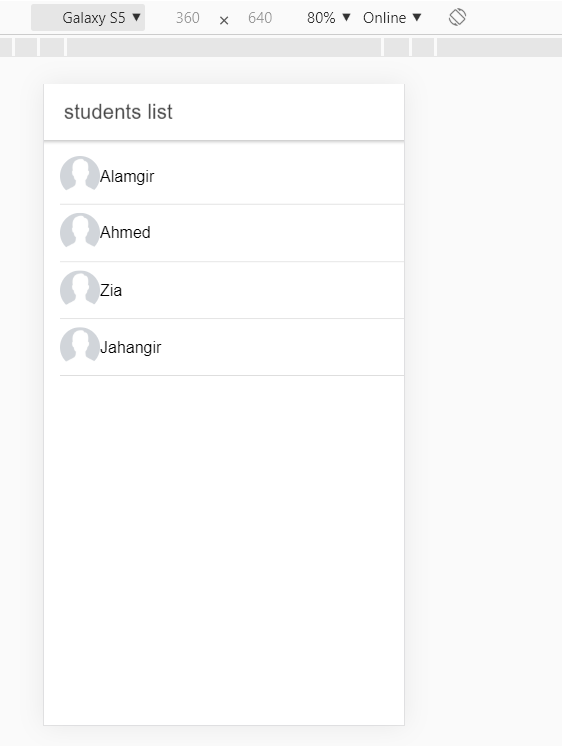 Galaxy S5 ▼ 360 × 640 80% ▼ Online ▼
students list
Alamgir
Ahmed
Zia
Jahangir